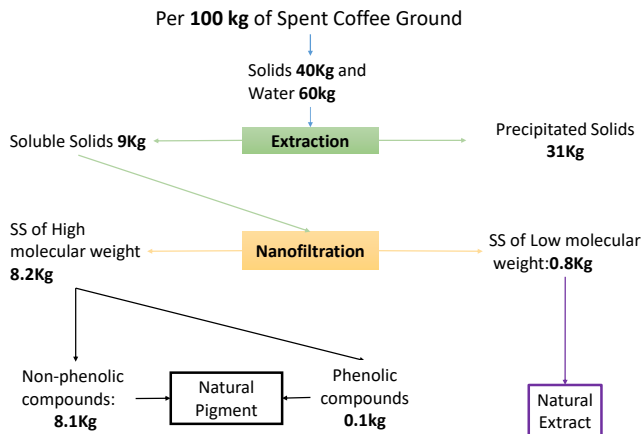 Per 100 kg of Spent Coffee Ground
Solids 40Kg and
Water 60kg
Soluble Solids 9Kg
Extraction
Precipitated Solids
31Kg
SS of High
molecular weight
8.2Kg
Nanofiltration
SS of Low molecular
weight:0.8Kg
Non-phenolic
compounds:
8.1Kg
Natural
Pigment
Phenolic
compounds
0.1kg
Natural
Extract